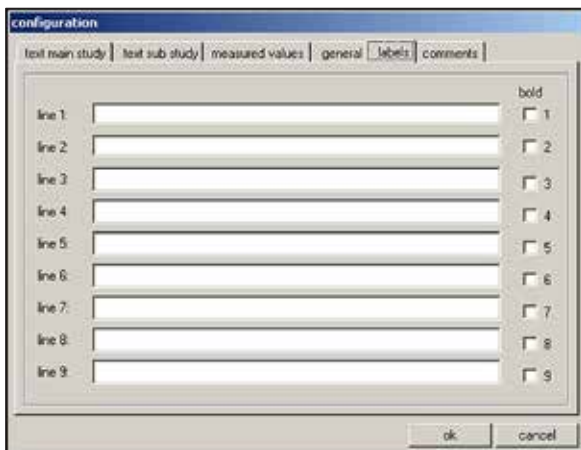 configuration
text main study text sub study measured values general labels comments
bold
line 1: 1
line 2: 2
line 3: 3
line 4: 4
line 5: 5
line 6: 6
line 7: 7
line 8: 8
line 9: 9
ok cancel